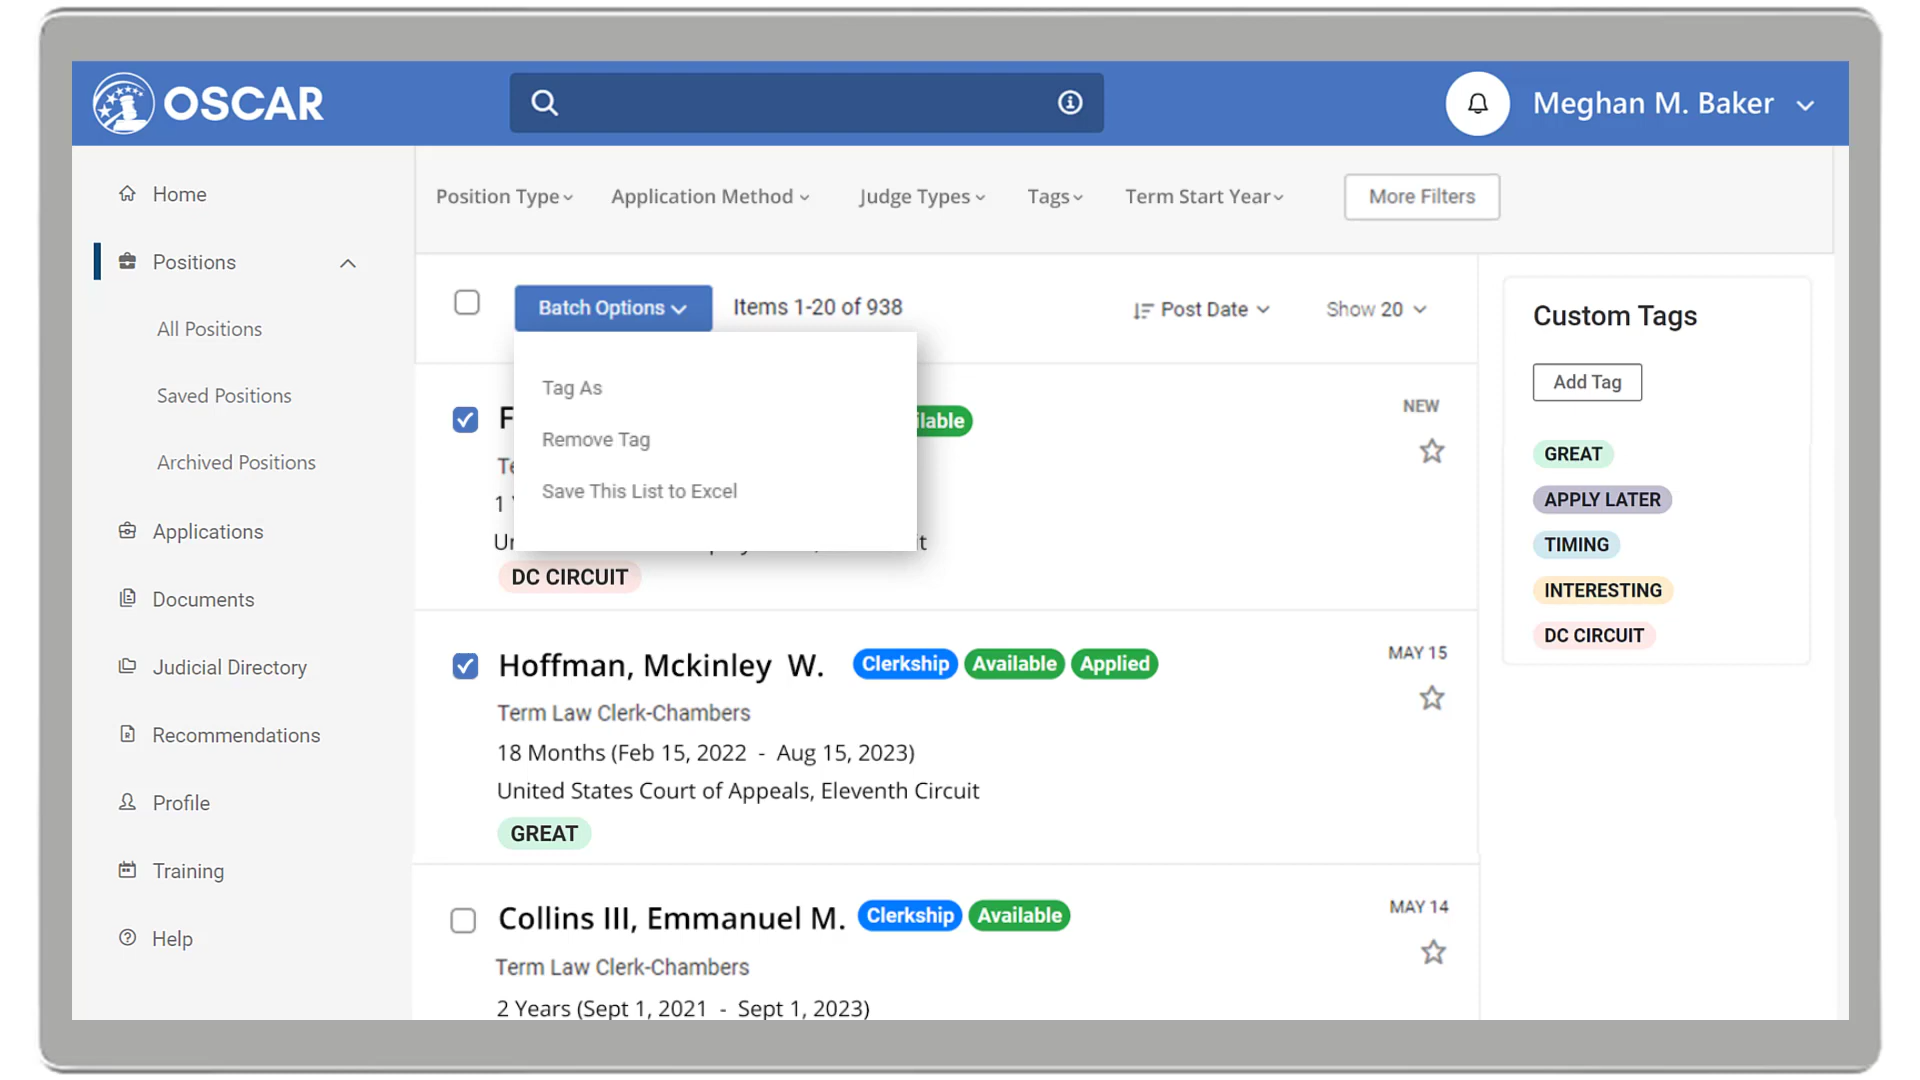 OSCAR
Meghan M. Baker
Home
Positions
All Positions
Saved Positions
Archived Positions
Applications
Documents
Judicial Directory
Recommendations
Profile
Training
Help
Position Type
Application Method
Judge Types
Tags
Term Start Year
More Filters
Batch Options
Items 1-20 of 938
Post Date
Show 20
Tag As
Remove Tag
Save This List to Excel
NEW
DC CIRCUIT
Hoffman, Mckinley W.
Clerkship
Available
Applied
MAY 15
Term Law Clerk-Chambers
18 Months (Feb 15, 2022 - Aug 15, 2023)
United States Court of Appeals, Eleventh Circuit
GREAT
Collins III, Emmanuel M.
Clerkship
Available
MAY 14
Term Law Clerk-Chambers
2 Years (Sept 1, 2021 - Sept 1, 2023)
Custom Tags
Add Tag
GREAT
APPLY LATER
TIMING
INTERESTING
DC CIRCUIT